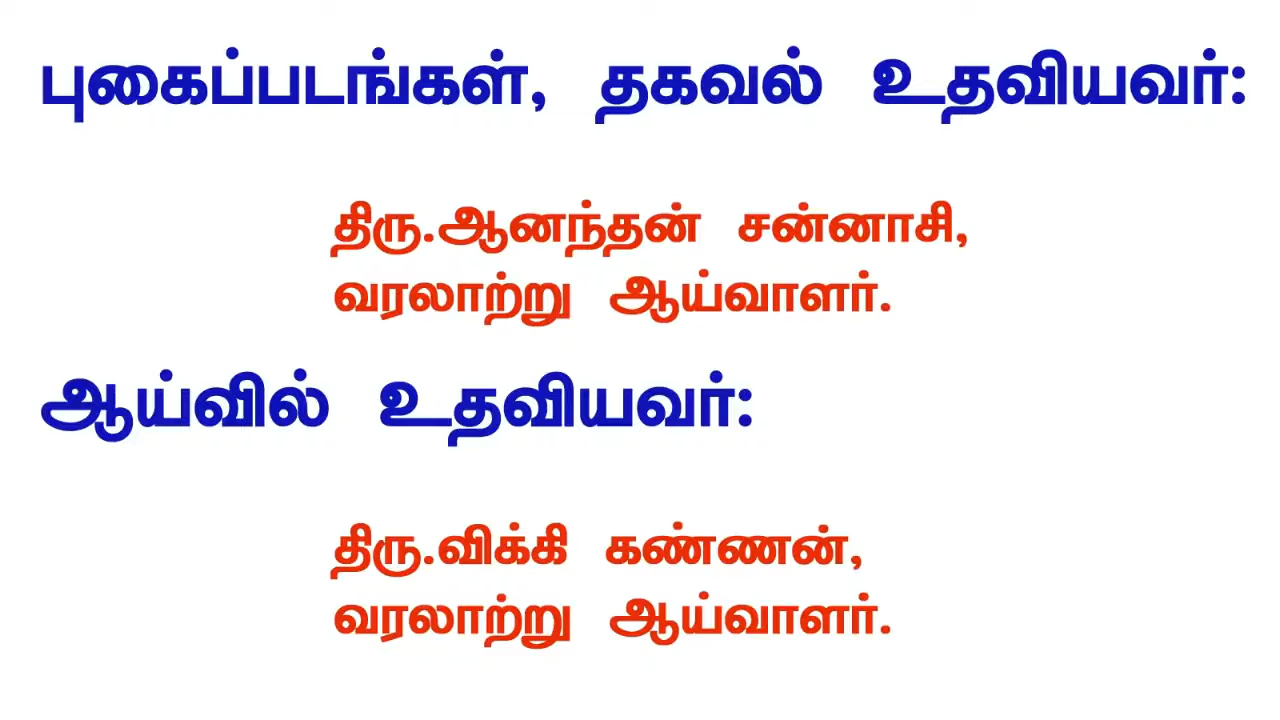 புகைப்படங்கள், தகவல் உதவியவர்:
திரு.ஆனந்தன் சன்னாசி,
வரலாற்று ஆய்வாளர்.
ஆய்வில் உதவியவர்:
திரு.விக்கி கண்ணன்,
வரலாற்று ஆய்வாளர்.